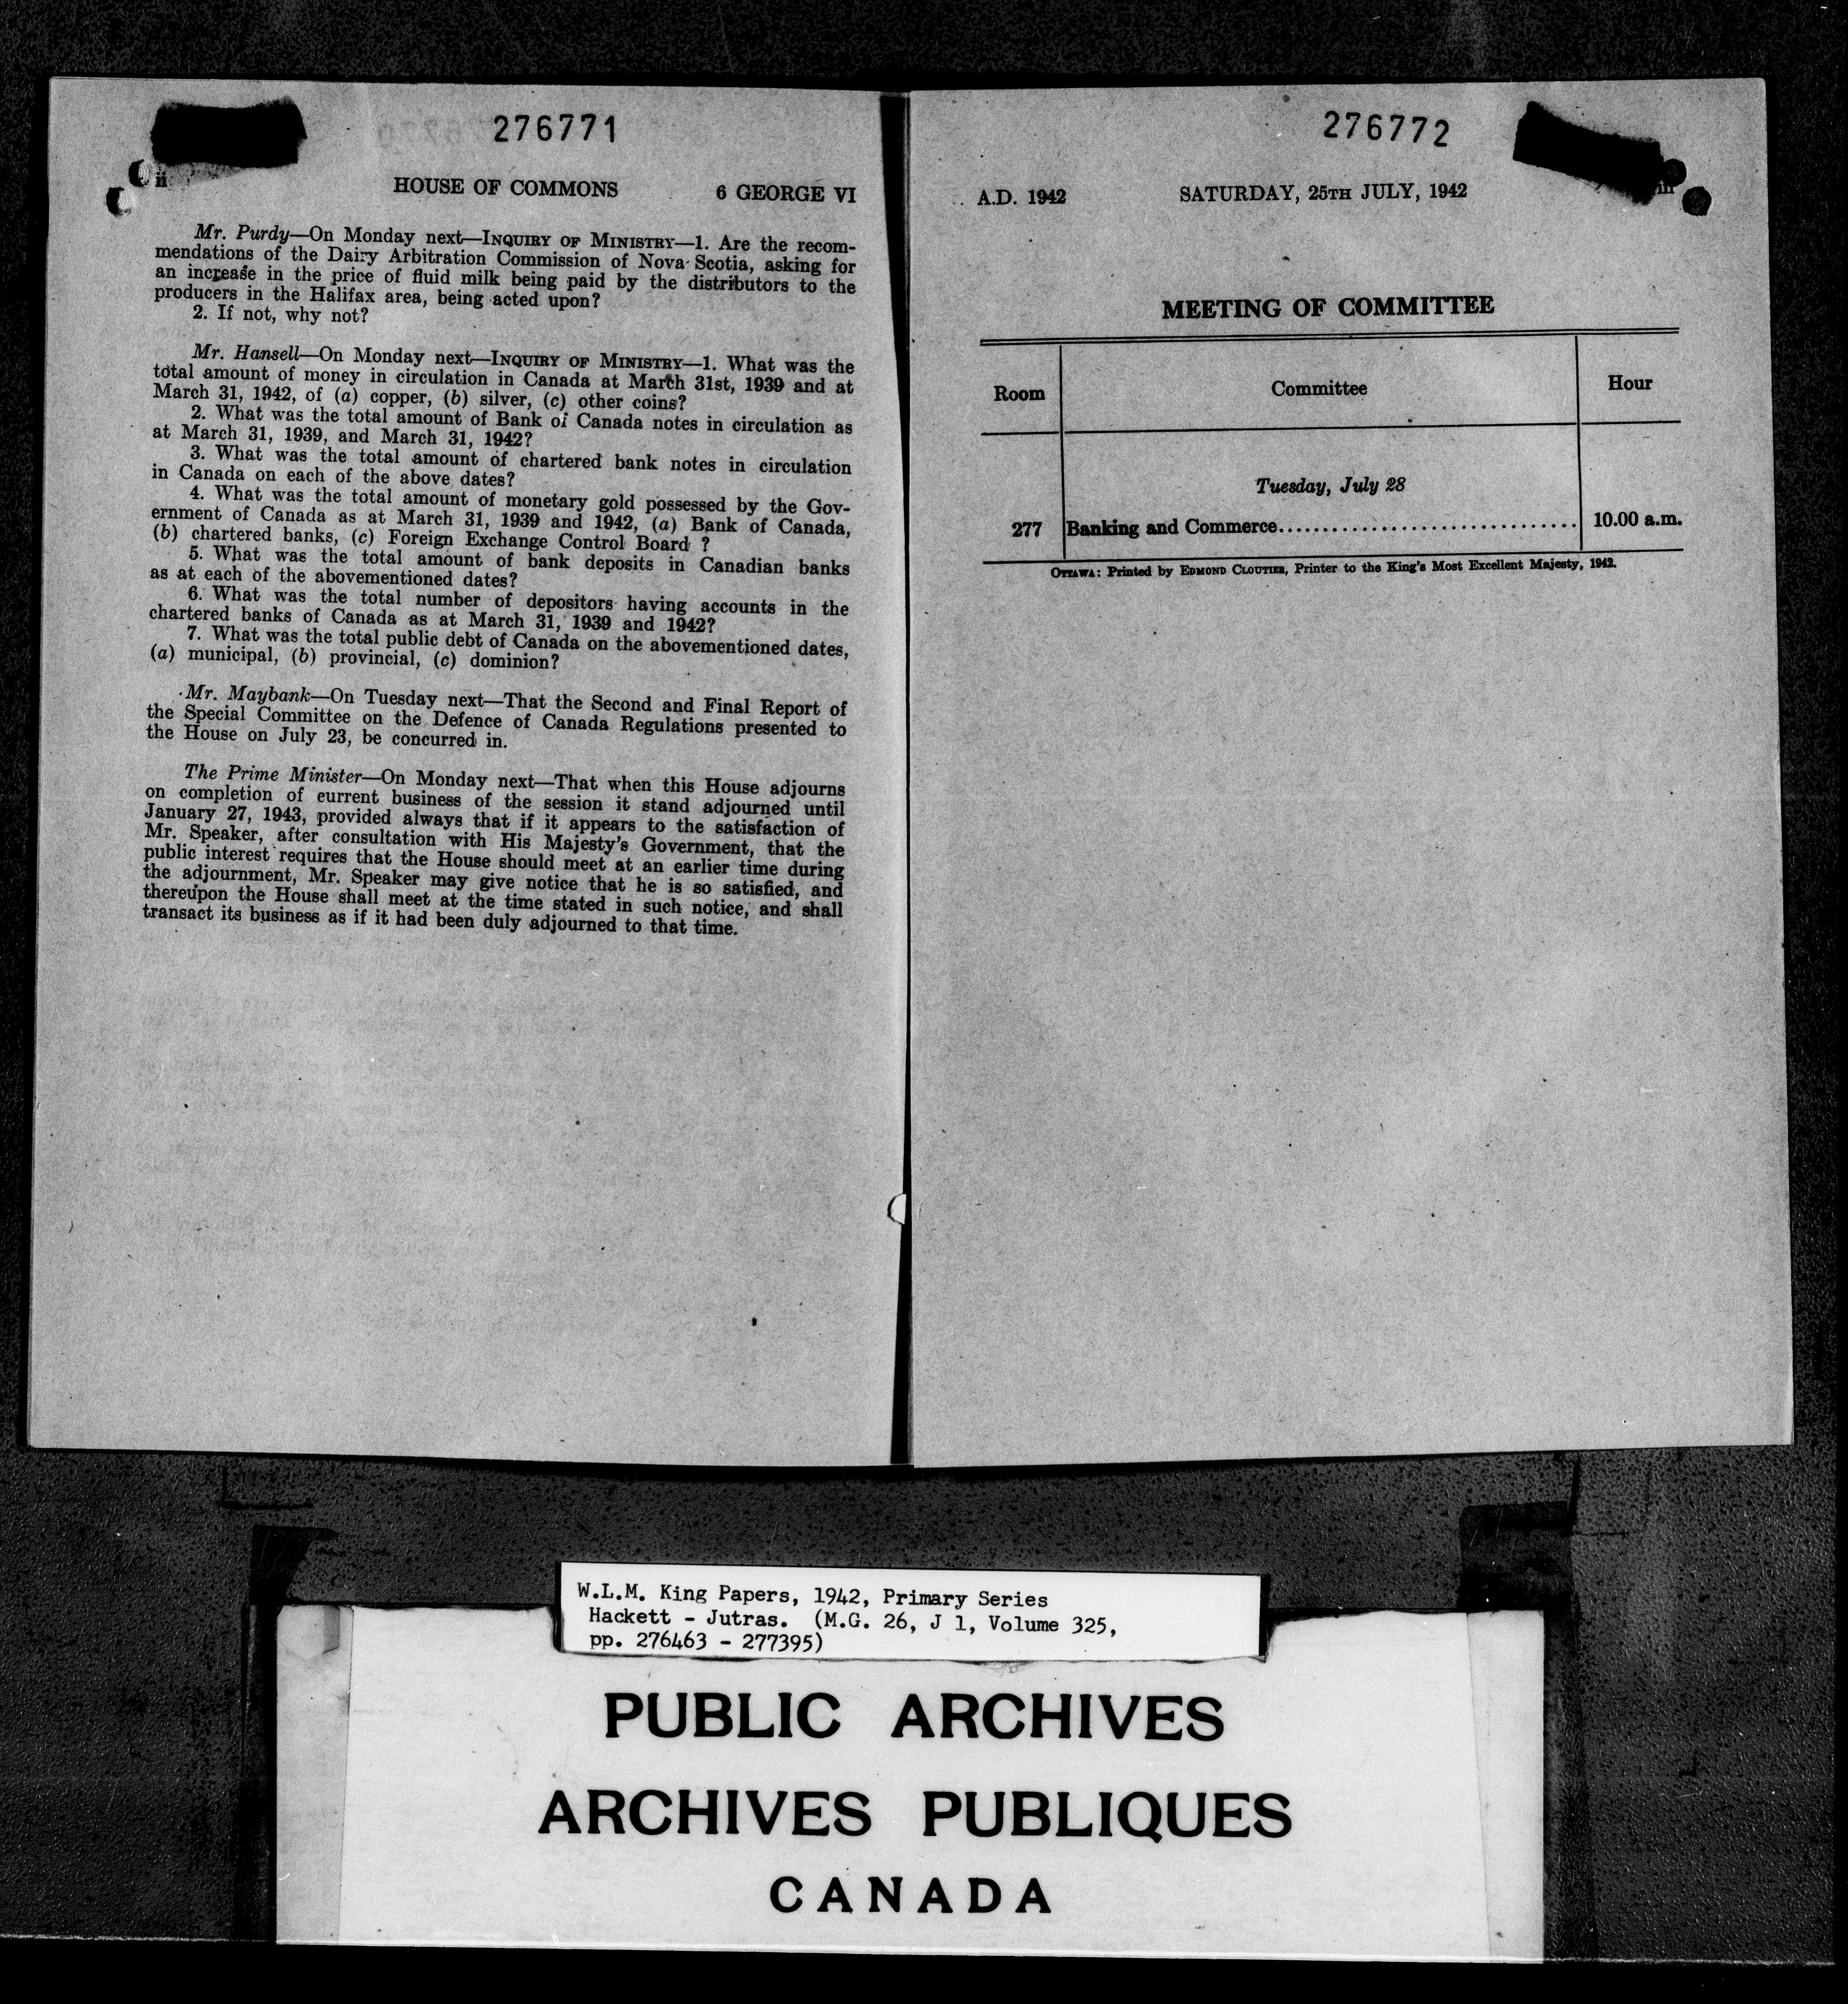 276771
ii HOUSE OF COMMONS 6 GEORGE VI
Mr. Purdy—On Monday next—INQUIRY OF MINISTRY—1. Are the recom-
mendations of the Dairy Arbitration Commission of Nova Scotia, asking for
an increase in the price of fluid milk being paid by the distributors to the
producers in the Halifax area, being acted upon?
2. If not, why not?
Mr. Hansell—On Monday next—INQUIRY OF MINISTRY—1. What was the
total amount of money in circulation in Canada at March 31st, 1939 and at
March 31, 1942, of (a) copper, (b) silver, (c) other coins?
2. What was the total amount of Bank of Canada notes in circulation as
at March 31, 1939, and March 31, 1942?
3. What was the total amount of chartered bank notes in circulation
in Canada on each of the above dates?
4. What was the total amount of monetary gold possessed by the Gov-
ernment of Canada as at March 31, 1939 and 1942, (a) Bank of Canada,
(b) chartered banks, (c) Foreign Exchange Control Board ?
5. What was the total amount of bank deposits in Canadian banks
as at each of the abovementioned dates?
6. What was the total number of depositors having accounts in the
chartered banks of Canada as at March 31, 1939 and 1942?
7. What was the total public debt of Canada on the abovementioned dates,
(a) municipal, (b) provincial, (c) dominion?
Mr. Maybank—On Tuesday next—That the Second and Final Report of
the Special Committee on the Defence of Canada Regulations presented to
the House on July 23, be concurred in.
The Prime Minister—On Monday next—That when this House adjourns
on completion of current business of the session it stand adjourned until
January 27, 1943, provided always that if it appears to the satisfaction of
Mr. Speaker, after consultation with His Majesty's Government, that the
public interest requires that the House should meet at an earlier time during
the adjournment, Mr. Speaker may give notice that he is so satisfied, and
thereupon the House shall meet at the time stated in such notice, and shall
transact its business as if it had been duly adjourned to that time.
276772
A.D. 1942 SATURDAY, 25TH JULY, 1942 iii
MEETING OF COMMITTEE
Room Committee Hour
Tuesday, July 28
277 Banking and Commerce.............................. 10.00 a.m.
OTTAWA: Printed by EDMOND CLOUTIER, Printer to the King's Most Excellent Majesty, 1942.
W.L.M. King Papers, 1942, Primary Series
Hackett - Jutras. (M.G. 26, J 1, Volume 325,
pp. 276463 - 277395)
PUBLIC ARCHIVES
ARCHIVES PUBLIQUES
CANADA